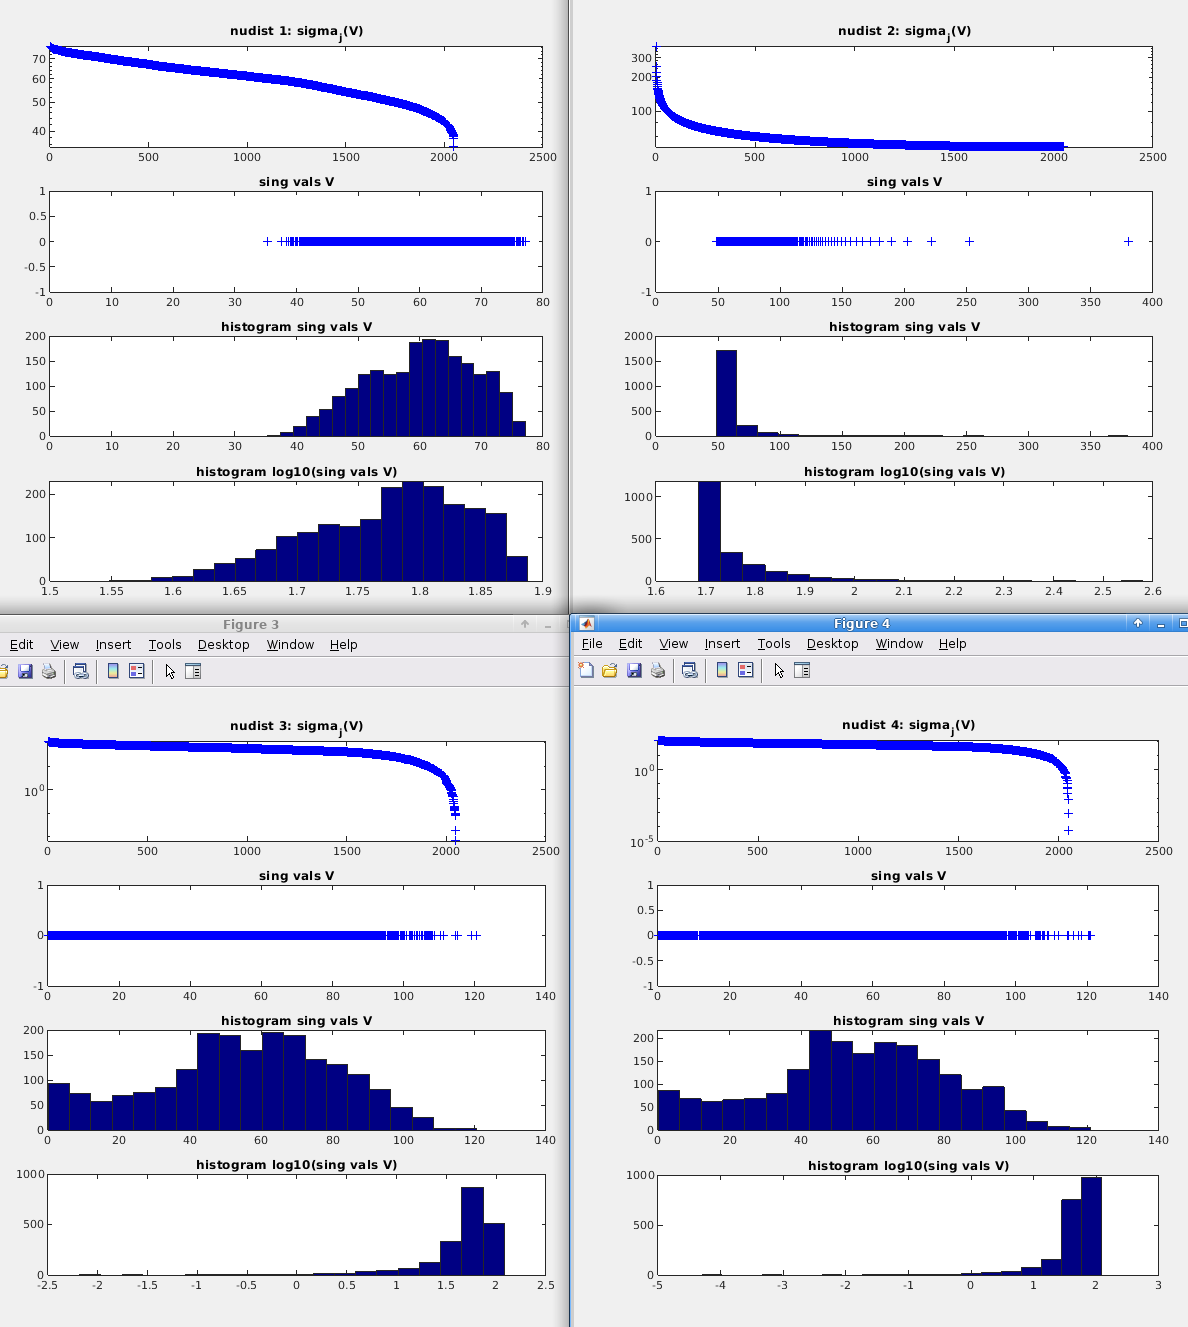 nudist 1: sigmaj(V)
70
60
50
40
0 500 1000 1500 2000 2500
sing vals V
1
0.5
0
-0.5
-1
0 10 20 30 40 50 60 70 80
histogram sing vals V
200
150
100
50
0
0 10 20 30 40 50 60 70 80
histogram log10(sing vals V)
200
100
0
1.5 1.55 1.6 1.65 1.7 1.75 1.8 1.85 1.9
nudist 2: sigmaj(V)
300
200
100
0 500 1000 1500 2000 2500
sing vals V
1
0
-1
0 50 100 150 200 250 300 350 400
histogram sing vals V
2000
1500
1000
500
0
0 50 100 150 200 250 300 350 400
histogram log10(sing vals V)
1000
500
0
1.6 1.7 1.8 1.9 2 2.1 2.2 2.3 2.4 2.5 2.6
Figure 3
Edit View Insert Tools Desktop Window Help
nudist 3: sigmaj(V)
10^0
0 500 1000 1500 2000 2500
sing vals V
1
0
-1
0 20 40 60 80 100 120 140
histogram sing vals V
200
150
100
50
0
0 20 40 60 80 100 120 140
histogram log10(sing vals V)
1000
500
0
-2.5 -2 -1.5 -1 -0.5 0 0.5 1 1.5 2 2.5
Figure 4
File Edit View Insert Tools Desktop Window Help
nudist 4: sigmaj(V)
10^0
10^-5
0 500 1000 1500 2000 2500
sing vals V
1
0.5
0
-0.5
-1
0 20 40 60 80 100 120 140
histogram sing vals V
200
150
100
50
0
0 20 40 60 80 100 120 140
histogram log10(sing vals V)
1000
500
0
-5 -4 -3 -2 -1 0 1 2 3